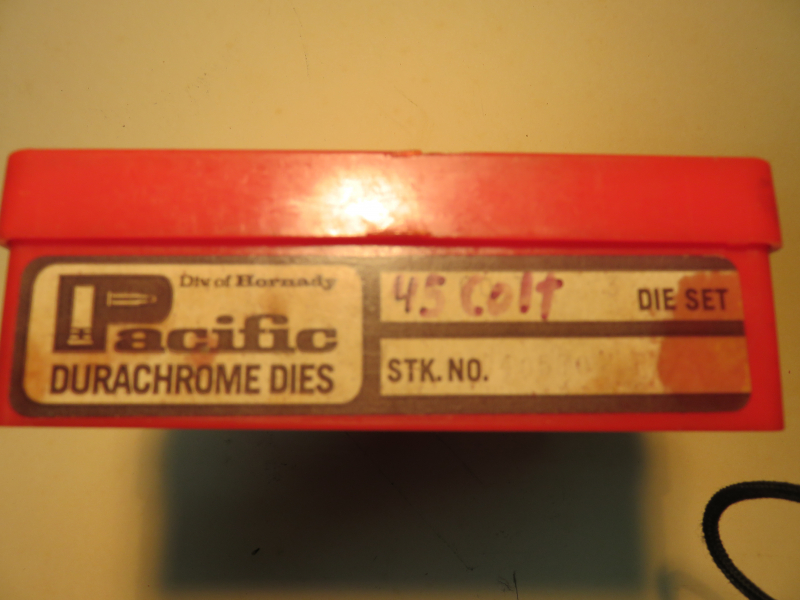 Div of Hornady
Pacific
DURACHROME DIES
45 Colt
DIE SET
STK. NO.